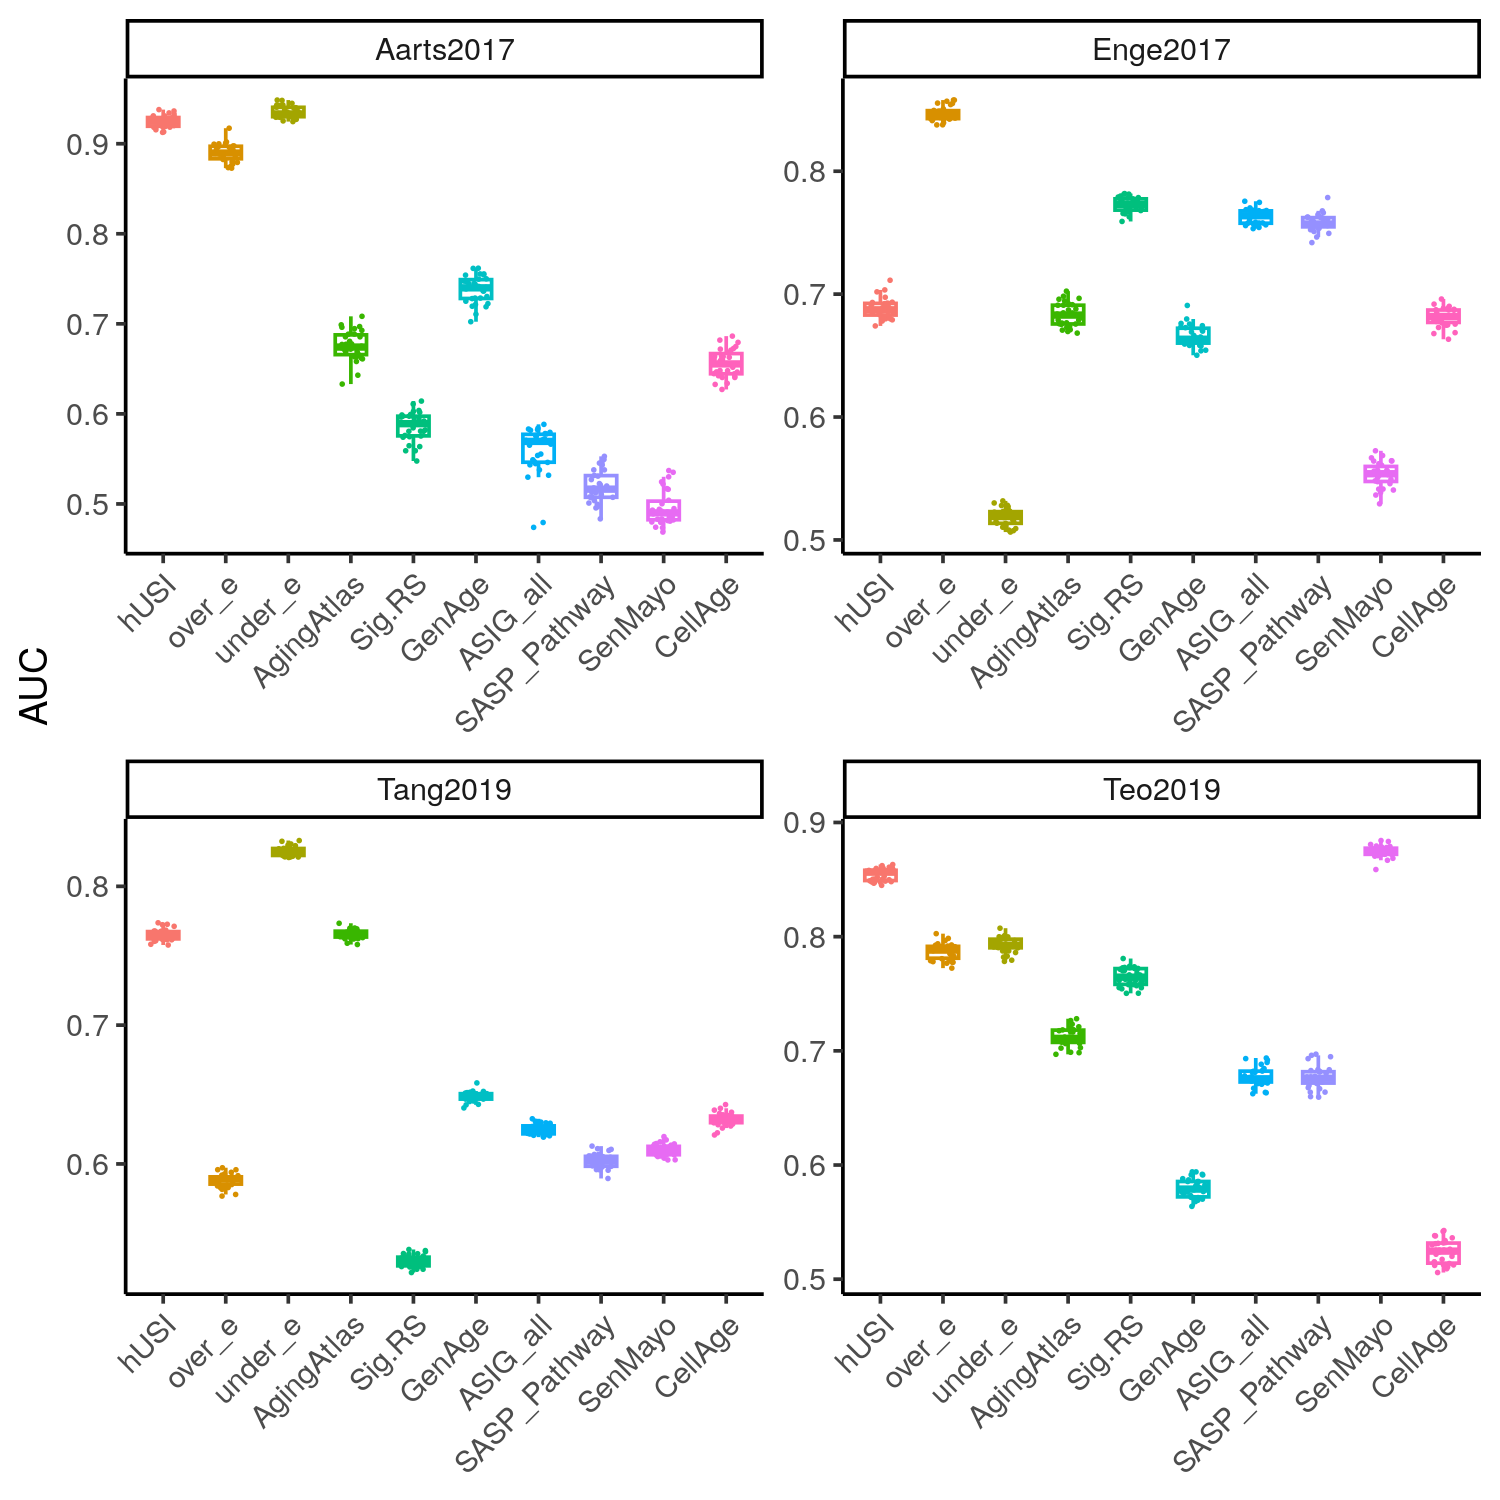 Aarts2017
Enge2017
0.9
0.8
0.7
0.6
0.5
0.8
0.7
0.6
0.5
hUSI
over_e
under_e
AgingAtlas
Sig.RS
GenAge
ASIG_all
SASP_Pathway
SenMayo
CellAge
hUSI
over_e
under_e
AgingAtlas
Sig.RS
GenAge
ASIG_all
SASP_Pathway
SenMayo
CellAge
AUC
Tang2019
Teo2019
0.8
0.7
0.6
0.9
0.8
0.7
0.6
0.5
hUSI
over_e
under_e
AgingAtlas
Sig.RS
GenAge
ASIG_all
SASP_Pathway
SenMayo
CellAge
hUSI
over_e
under_e
AgingAtlas
Sig.RS
GenAge
ASIG_all
SASP_Pathway
SenMayo
CellAge